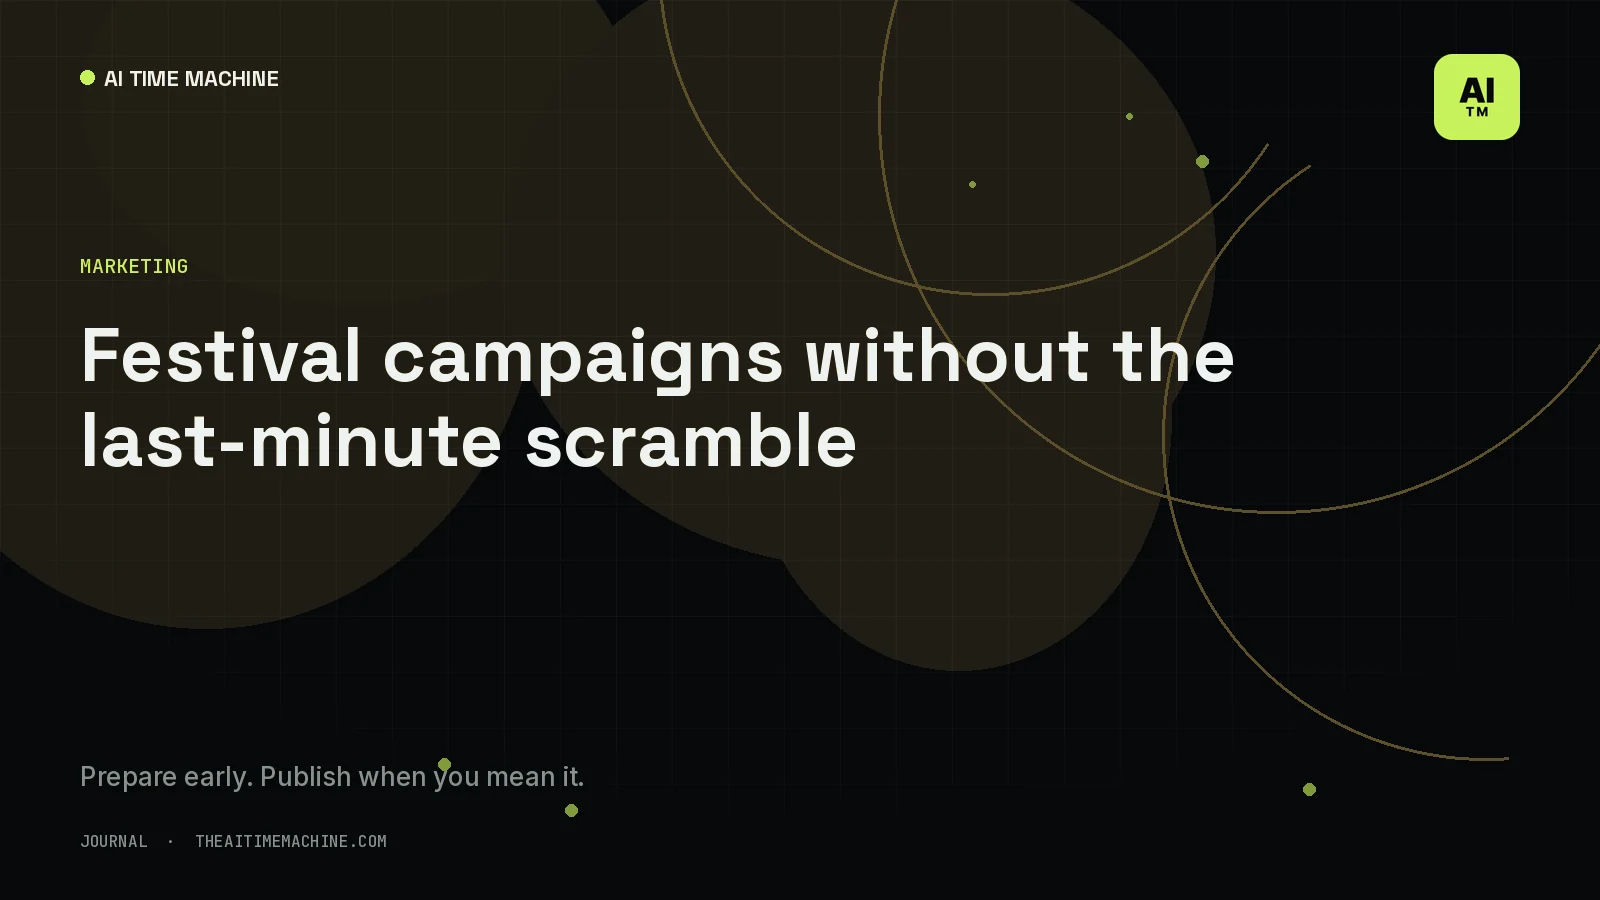 AI TIME MACHINE
AI
TM
MARKETING
Festival campaigns without the
last-minute scramble
Prepare early. Publish when you mean it.
JOURNAL · THEAITIMEMACHINE.COM